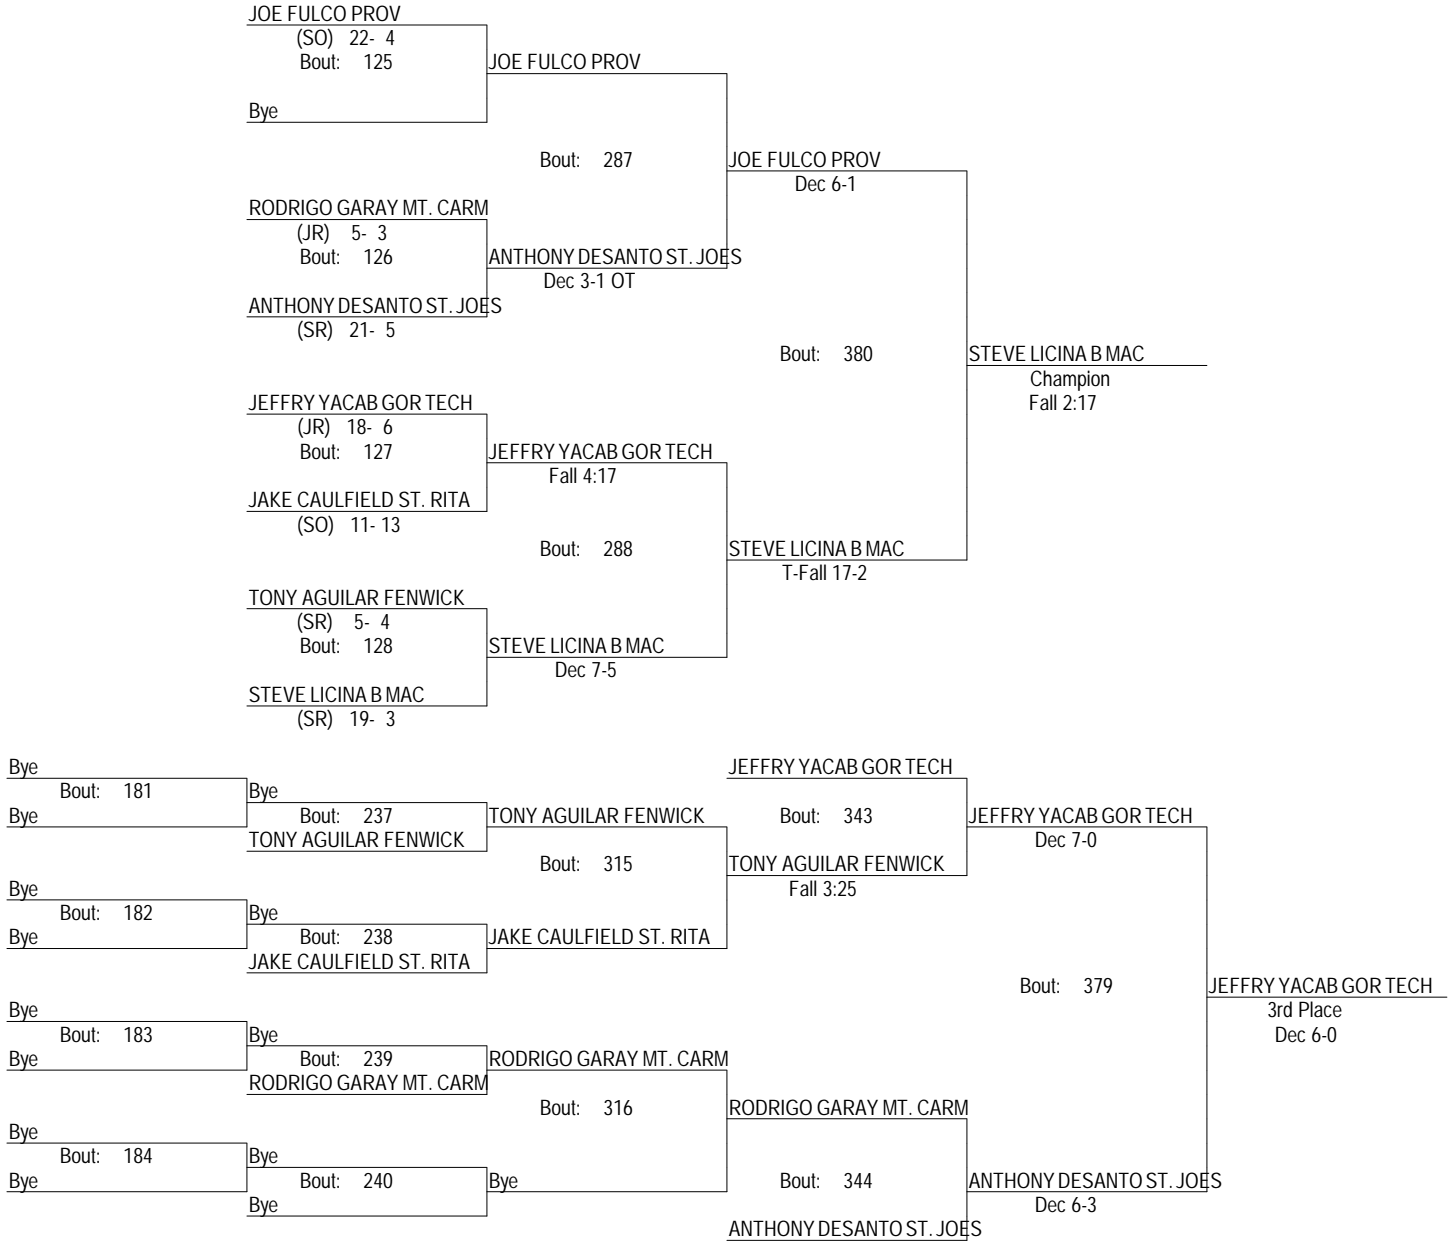 JOE FULCO PROV
(SO) 22- 4
Bout: 125
JOE FULCO PROV
Bye
Bout: 287
JOE FULCO PROV
Dec 6-1
RODRIGO GARAY MT. CARM
(JR) 5- 3
Bout: 126
ANTHONY DESANTO ST. JOES
Dec 3-1 OT
ANTHONY DESANTO ST. JOES
(SR) 21- 5
Bout: 380
STEVE LICINA B MAC
Champion
Fall 2:17
JEFFRY YACAB GOR TECH
(JR) 18- 6
Bout: 127
JEFFRY YACAB GOR TECH
Fall 4:17
JAKE CAULFIELD ST. RITA
(SO) 11- 13
Bout: 288
STEVE LICINA B MAC
T-Fall 17-2
TONY AGUILAR FENWICK
(SR) 5- 4
Bout: 128
STEVE LICINA B MAC
Dec 7-5
STEVE LICINA B MAC
(SR) 19- 3
Bye
Bout: 181
Bye
Bye
Bout: 237
TONY AGUILAR FENWICK
TONY AGUILAR FENWICK
Bout: 315
JEFFRY YACAB GOR TECH
Bout: 343
TONY AGUILAR FENWICK
Fall 3:25
JEFFRY YACAB GOR TECH
Dec 7-0
Bye
Bout: 182
Bye
Bye
Bout: 238
JAKE CAULFIELD ST. RITA
JAKE CAULFIELD ST. RITA
Bout: 379
JEFFRY YACAB GOR TECH
3rd Place
Dec 6-0
Bye
Bout: 183
Bye
Bye
Bout: 239
RODRIGO GARAY MT. CARM
RODRIGO GARAY MT. CARM
Bout: 316
RODRIGO GARAY MT. CARM
Bye
Bout: 184
Bye
Bye
Bout: 240
Bye
Bye
Bout: 344
ANTHONY DESANTO ST. JOES
Dec 6-3
ANTHONY DESANTO ST. JOES